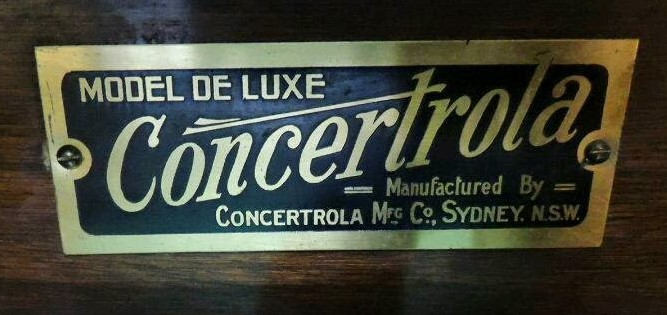 MODEL DE LUXE
Concertrola
Manufactured By
CONCERTROLA MFG CO, SYDNEY. N.S.W.